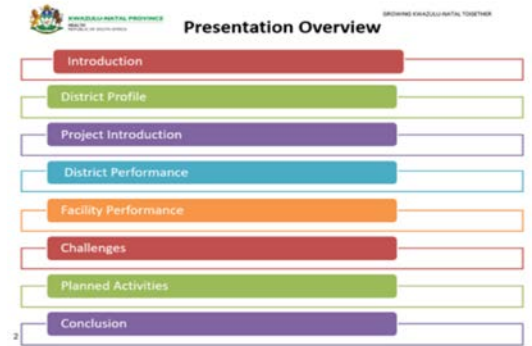 KWAZULU-NATAL PROVINCE
HEALTH
REPUBLIC OF SOUTH AFRICA
GROWING KWAZULU-NATAL TOGETHER
Presentation Overview
Introduction
District Profile
Project Introduction
District Performance
Facility Performance
Challenges
Planned Activities
Conclusion
2